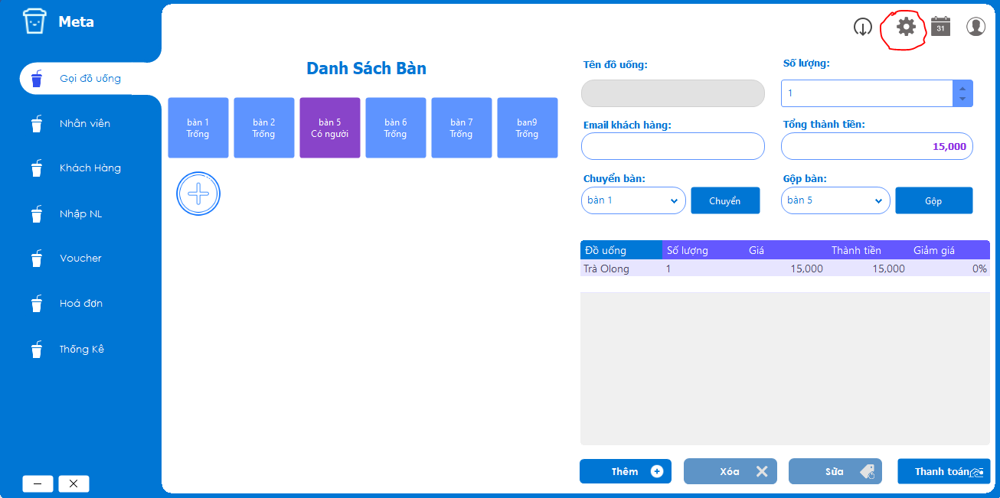 Meta
31
Gọi đồ uống
Nhân viên
Khách Hàng
Nhập NL
Voucher
Hoá đơn
Thống Kê
Danh Sách Bàn
bàn 1
Trống
bàn 2
Trống
bàn 5
Có người
bàn 6
Trống
bàn 7
Trống
ban9
Trống
Tên đồ uống:
Số lượng:
1
Email khách hàng:
Tổng thành tiền:
15,000
Chuyển bàn:
Gộp bàn:
bàn 1
Chuyển
bàn 5
Gộp
Đồ uống Số lượng Giá Thành tiền Giảm giá
Trà Olong 1 15,000 15,000 0%
Thêm
Xóa
Sửa
Thanh toán